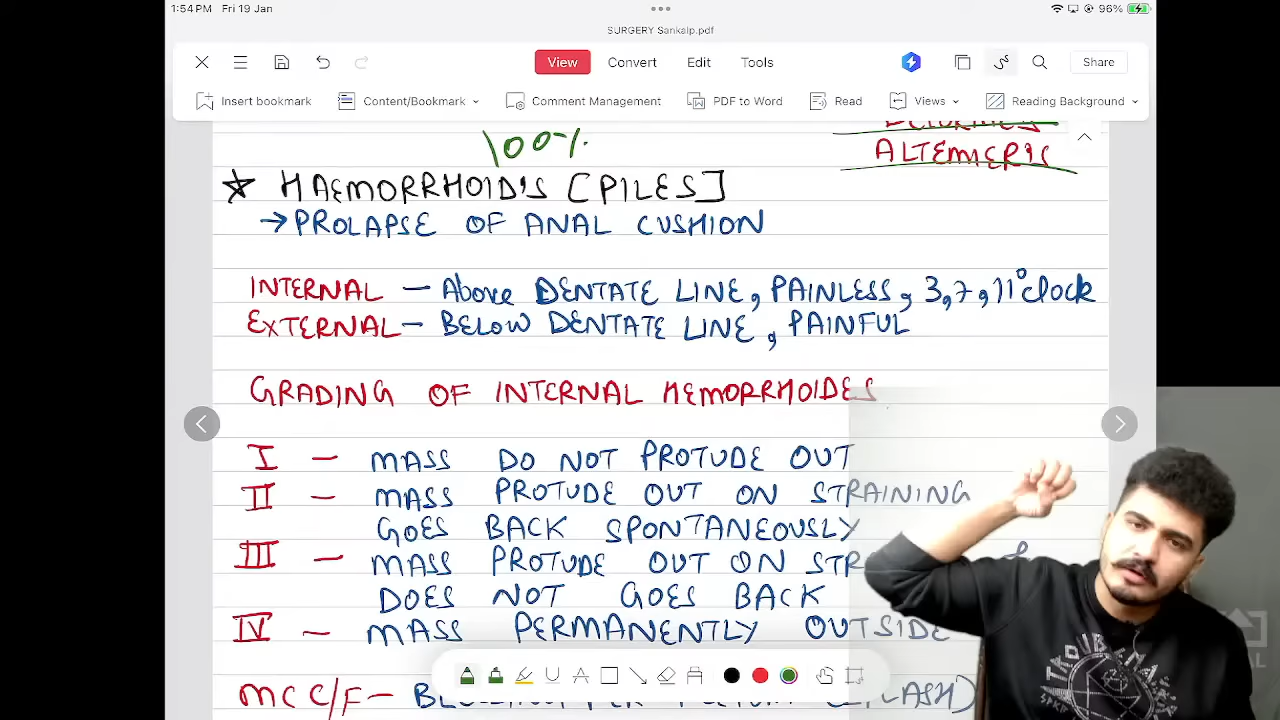 1:54 PM Fri 19 Jan
96%
SURGERY Sankalp.pdf
View Convert Edit Tools
Share
Insert bookmark Content/Bookmark Comment Management PDF to Word Read Views Reading Background
100%
ALTEMIER'S
HAEMORRHOID'S [PILES]
→ PROLAPSE OF ANAL CUSHION
INTERNAL — Above DENTATE LINE, PAINLESS, 3, 7, 11° clock
EXTERNAL — BELOW DENTATE LINE, PAINFUL
GRADING OF INTERNAL HEMORRHOIDES
I — MASS DO NOT PROTUDE OUT
II — MASS PROTUDE OUT ON STRAINING
GOES BACK SPONTANEOUSLY
III — MASS PROTUDE OUT ON
DOES NOT GOES BACK
IV — MASS PERMANENTLY OUTSIDE
MC C/F —